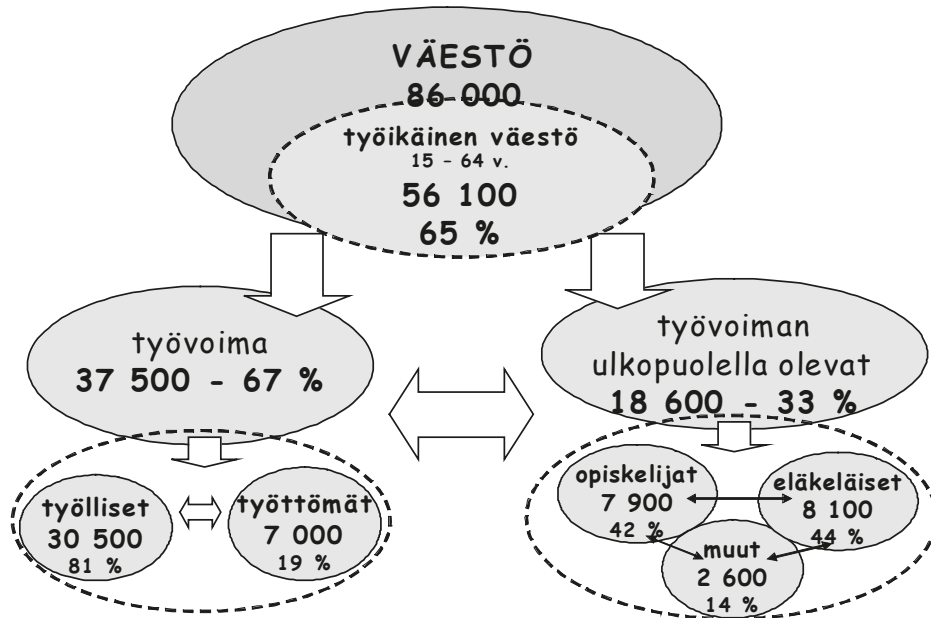 VÄESTÖ
86 000
työikäinen väestö
15 - 64 v.
56 100
65 %
työvoima
37 500 - 67 %
työvoiman
ulkopuolella olevat
18 600 - 33 %
työlliset
30 500
81 %
työttömät
7 000
19 %
opiskelijat
7 900
42 %
eläkeläiset
8 100
44 %
muut
2 600
14 %